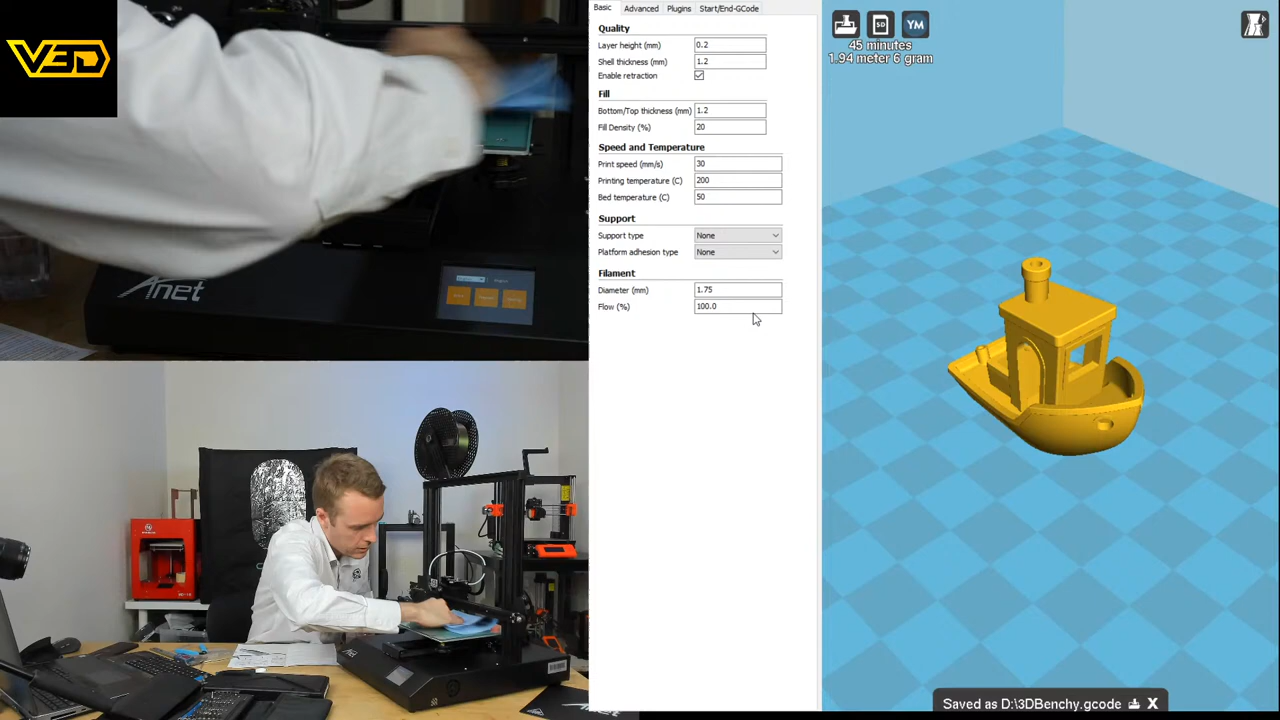 V3D
Anet
Basic Advanced Plugins Start/End-GCode
Quality
Layer height (mm) 0.2
Shell thickness (mm) 1.2
Enable retraction
Fill
Bottom/Top thickness (mm) 1.2
Fill Density (%) 20
Speed and Temperature
Print speed (mm/s) 30
Printing temperature (C) 200
Bed temperature (C) 50
Support
Support type None
Platform adhesion type None
Filament
Diameter (mm) 1.75
Flow (%) 100.0
SD YM
45 minutes
1.94 meter 6 gram
Saved as D:\3DBenchy.gcode X